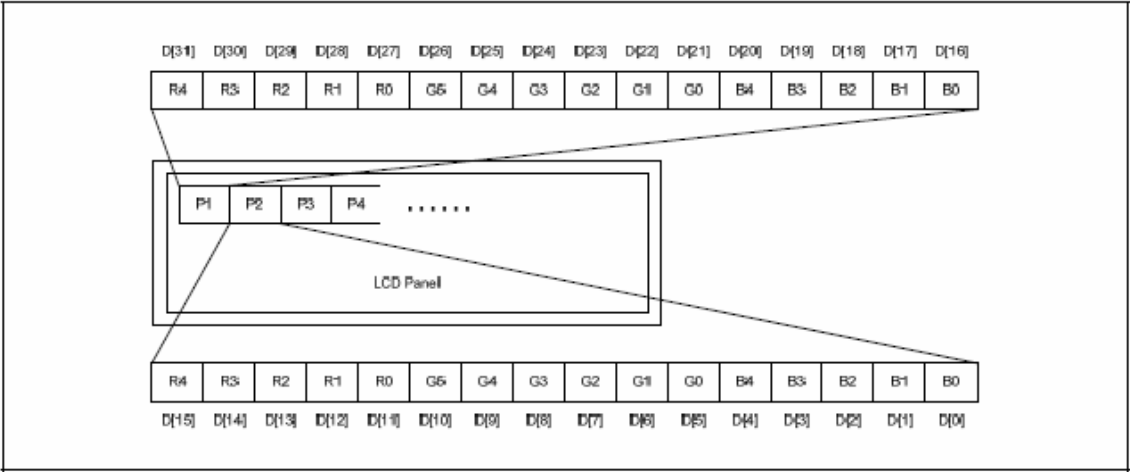 D[31] D[30] D[29] D[28] D[27] D[26] D[25] D[24] D[23] D[22] D[21] D[20] D[19] D[18] D[17] D[16]
R4 R3 R2 R1 R0 G5 G4 G3 G2 G1 G0 B4 B3 B2 B1 B0
P1 P2 P3 P4 ......
LCD Panel
R4 R3 R2 R1 R0 G5 G4 G3 G2 G1 G0 B4 B3 B2 B1 B0
D[15] D[14] D[13] D[12] D[11] D[10] D[9] D[8] D[7] D[6] D[5] D[4] D[3] D[2] D[1] D[0]